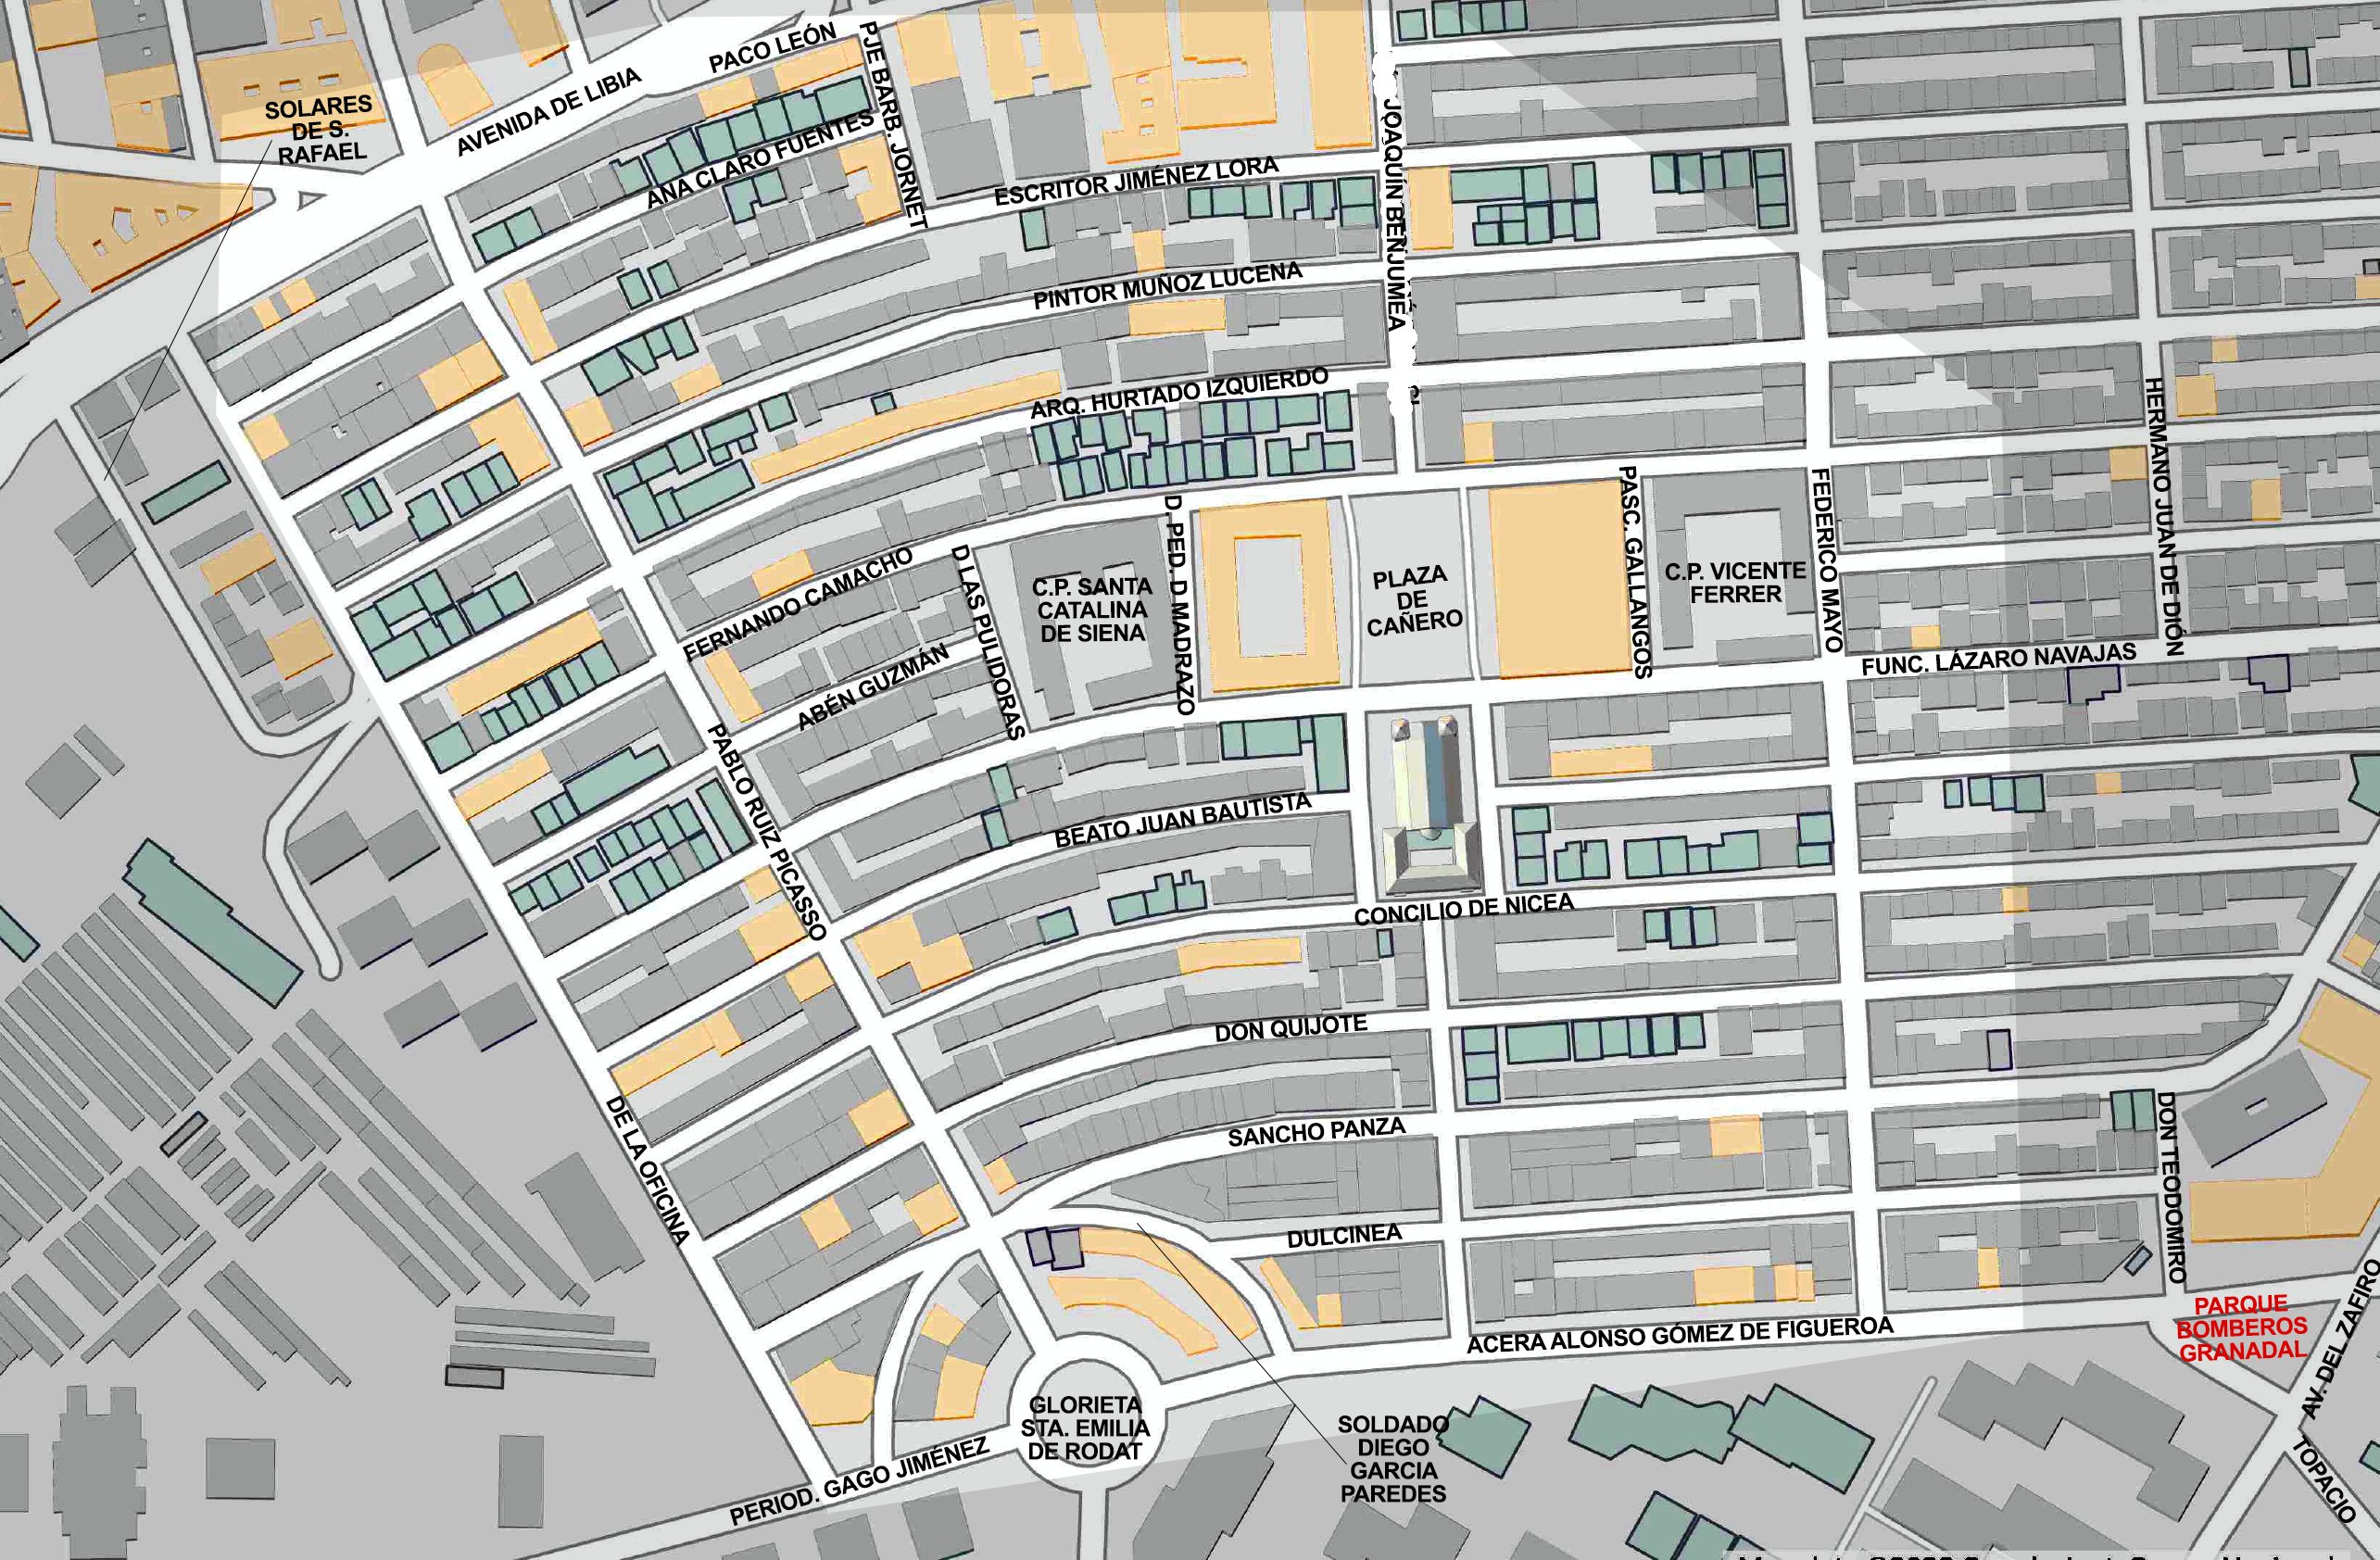 PACO LEÓN
PJE BARB. JORNET
AVENIDA DE LIBIA
SOLARES
DE S.
RAFAEL
ANA CLARO FUENTES
ESCRITOR JIMÉNEZ LORA
JOAQUÍN BENJUMEA
PINTOR MUÑOZ LUCENA
ARQ. HURTADO IZQUIERDO
HERMANO JUAN DE DIÓN
PASC. GALLANGOS
FEDERICO MAYO
D. PED. D MADRAZO
D LAS PULIDORAS
FERNANDO CAMACHO
C.P. SANTA
CATALINA
DE SIENA
PLAZA
DE
CAÑERO
C.P. VICENTE
FERRER
FUNC. LÁZARO NAVAJAS
ABÉN GUZMÁN
PABLO RUIZ PICASSO
BEATO JUAN BAUTISTA
CONCILIO DE NICEA
DON QUIJOTE
DE LA OFICINA
SANCHO PANZA
DON TEODOMIRO
DULCINEA
ACERA ALONSO GÓMEZ DE FIGUEROA
PARQUE
BOMBEROS
GRANADAL
AV. DEL ZAFIRO
GLORIETA
STA. EMILIA
DE RODAT
SOLDADO
DIEGO
GARCIA
PAREDES
PERIOD. GAGO JIMÉNEZ
TOPACIO